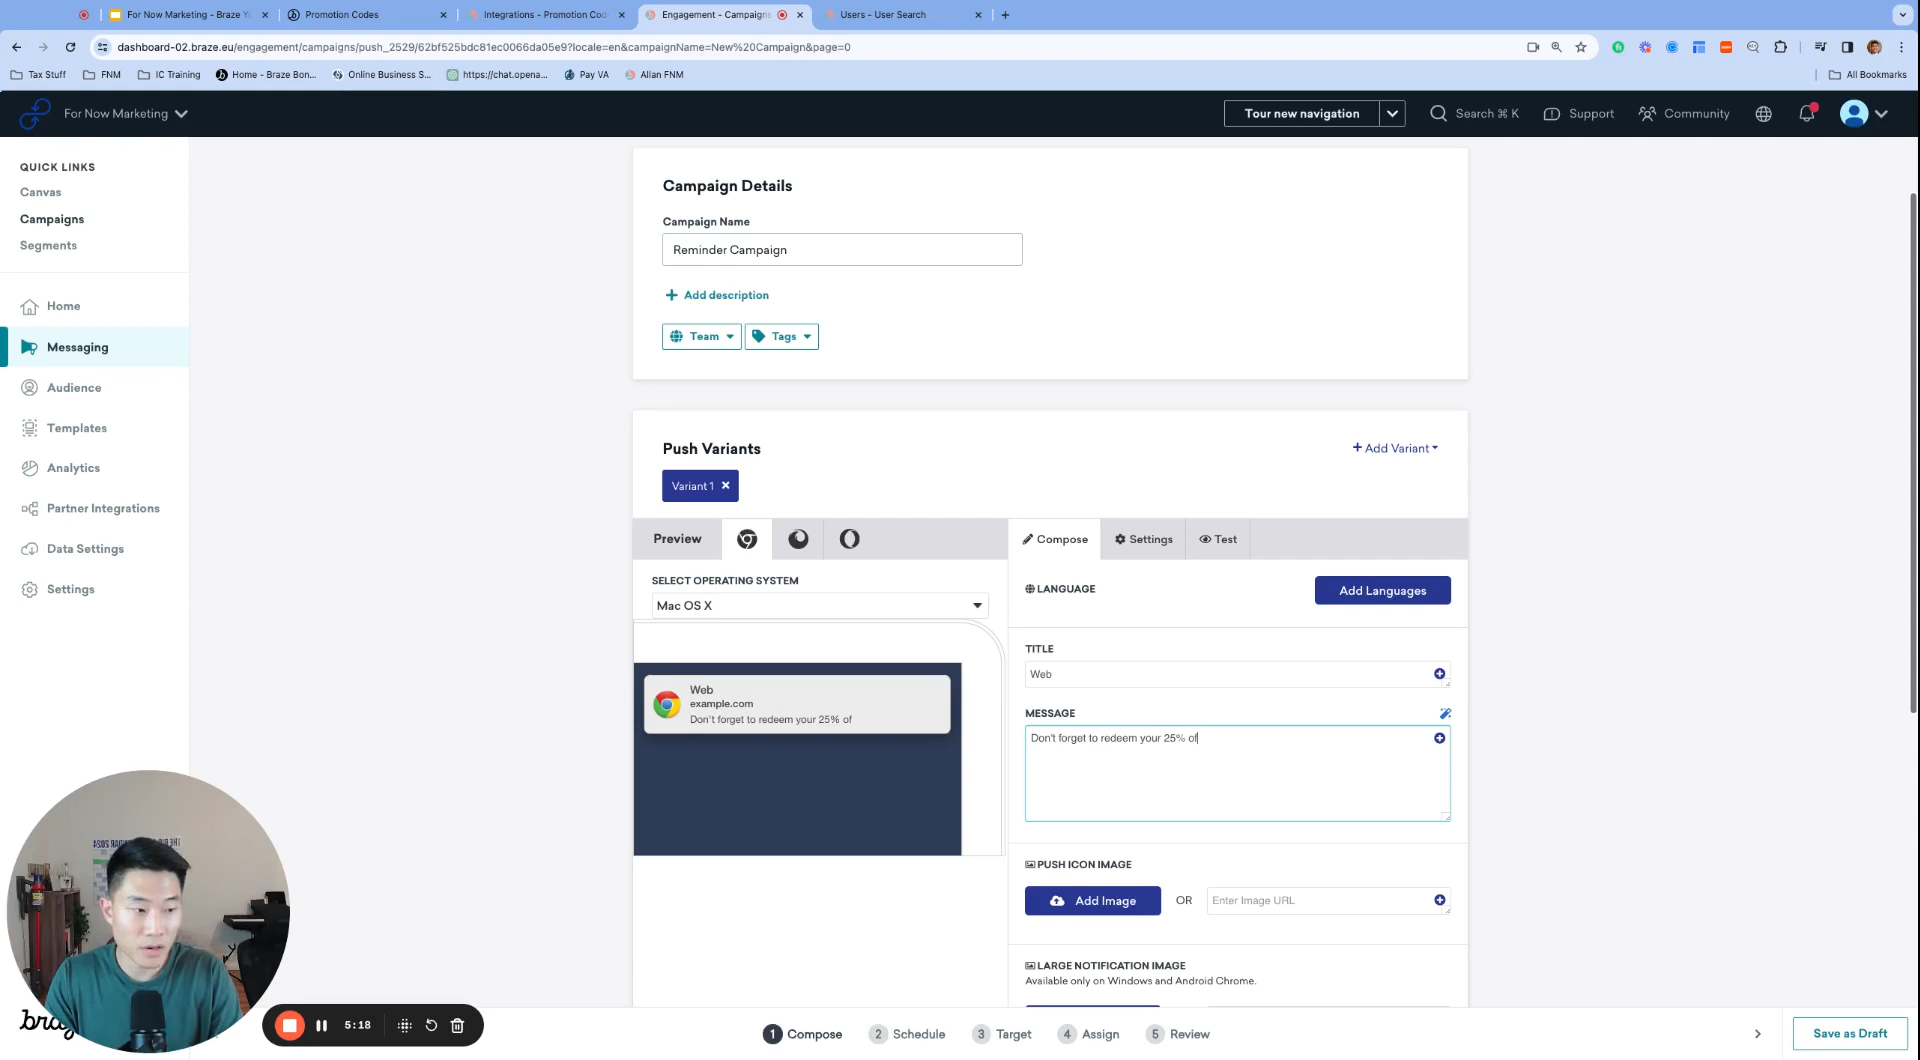 For Now Marketing - Braze Y
Promotion Codes
Integrations - Promotion Co
Engagement - Campaigns
Users - User Search
dashboard-02.braze.eu/engagement/campaigns/push_2529/62bf525bdc81ec0066da05e9?locale=en&campaignName=New%20Campaign&page=0
Tax Stuff
FNM
IC Training
Home - Braze Bon...
Online Business S...
https://chat.opena...
Pay VA
Allan FNM
All Bookmarks
For Now Marketing
Tour new navigation
Search ⌘ K
Support
Community
QUICK LINKS
Canvas
Campaigns
Segments
Home
Messaging
Audience
Templates
Analytics
Partner Integrations
Data Settings
Settings
Campaign Details
Campaign Name
Reminder Campaign
+ Add description
Team
Tags
Push Variants
+ Add Variant
Variant 1 ×
Preview
SELECT OPERATING SYSTEM
Mac OS X
Web
example.com
Don't forget to redeem your 25% of
Compose
Settings
Test
LANGUAGE
Add Languages
TITLE
Web
MESSAGE
Don't forget to redeem your 25% of
PUSH ICON IMAGE
Add Image
OR
Enter Image URL
LARGE NOTIFICATION IMAGE
Available only on Windows and Android Chrome.
5:18
1 Compose
2 Schedule
3 Target
4 Assign
5 Review
Save as Draft